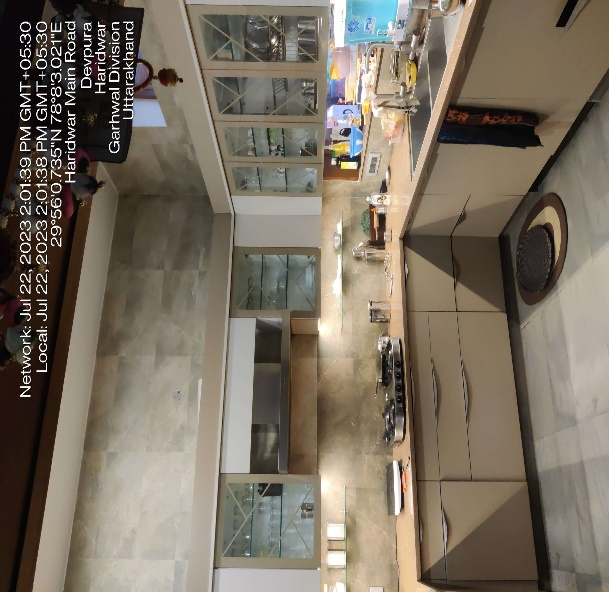 Network: Jul 22, 2023 2:01:39 PM GMT+05:30
Local: Jul 22, 2023 2:01:38 PM GMT+05:30
29°56'0.735"N 78°8'3.021"E
Haridwar Main Road
Devpura
Haridwar
Garhwal Division
Uttarakhand